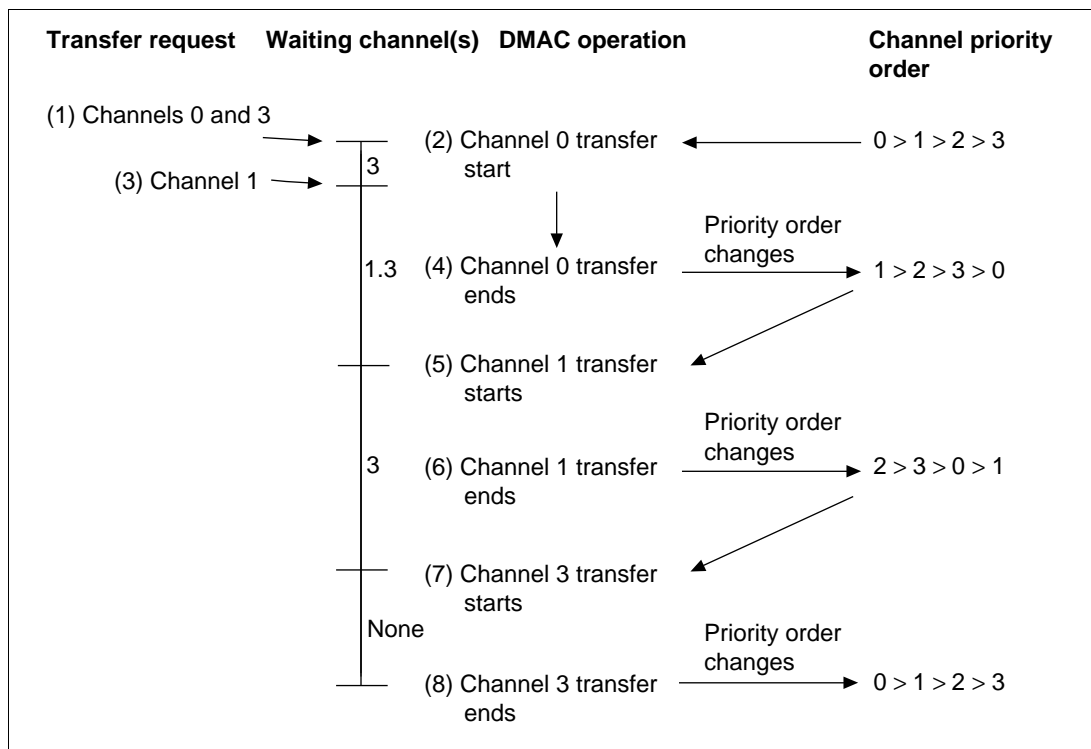 Transfer request Waiting channel(s) DMAC operation Channel priority
order
(1) Channels 0 and 3
(2) Channel 0 transfer
start
0 > 1 > 2 > 3
3
(3) Channel 1
Priority order
changes
1.3
(4) Channel 0 transfer
ends
1 > 2 > 3 > 0
(5) Channel 1 transfer
starts
Priority order
changes
3
(6) Channel 1 transfer
ends
2 > 3 > 0 > 1
(7) Channel 3 transfer
starts
None
Priority order
changes
(8) Channel 3 transfer
ends
0 > 1 > 2 > 3